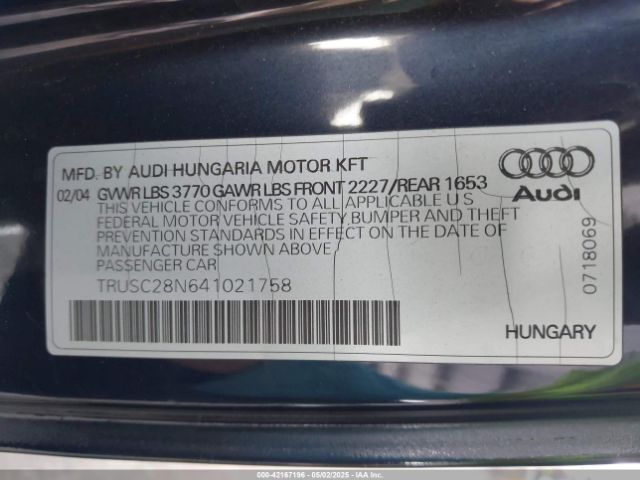 MFD. BY AUDI HUNGARIA MOTOR KFT
02/04 GVWR LBS 3770 GAWR LBS FRONT 2227/REAR 1653
THIS VEHICLE CONFORMS TO ALL APPLICABLE U S
FEDERAL MOTOR VEHICLE SAFETY, BUMPER AND THEFT
PREVENTION STANDARDS IN EFFECT ON THE DATE OF
MANUFACTURE SHOWN ABOVE
PASSENGER CAR
TRUSC28N641021758
Audi
0718069
HUNGARY
000-42167196 - 05/02/2025 - IAAI.COM